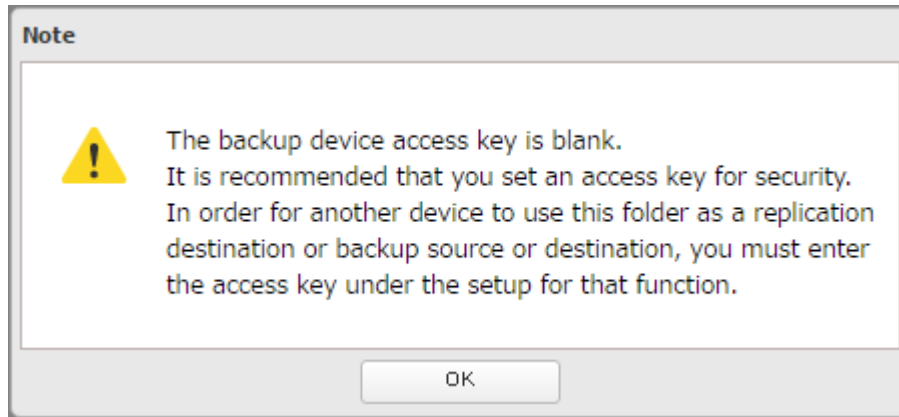 Note
The backup device access key is blank.
It is recommended that you set an access key for security.
In order for another device to use this folder as a replication
destination or backup source or destination, you must enter
the access key under the setup for that function.
OK